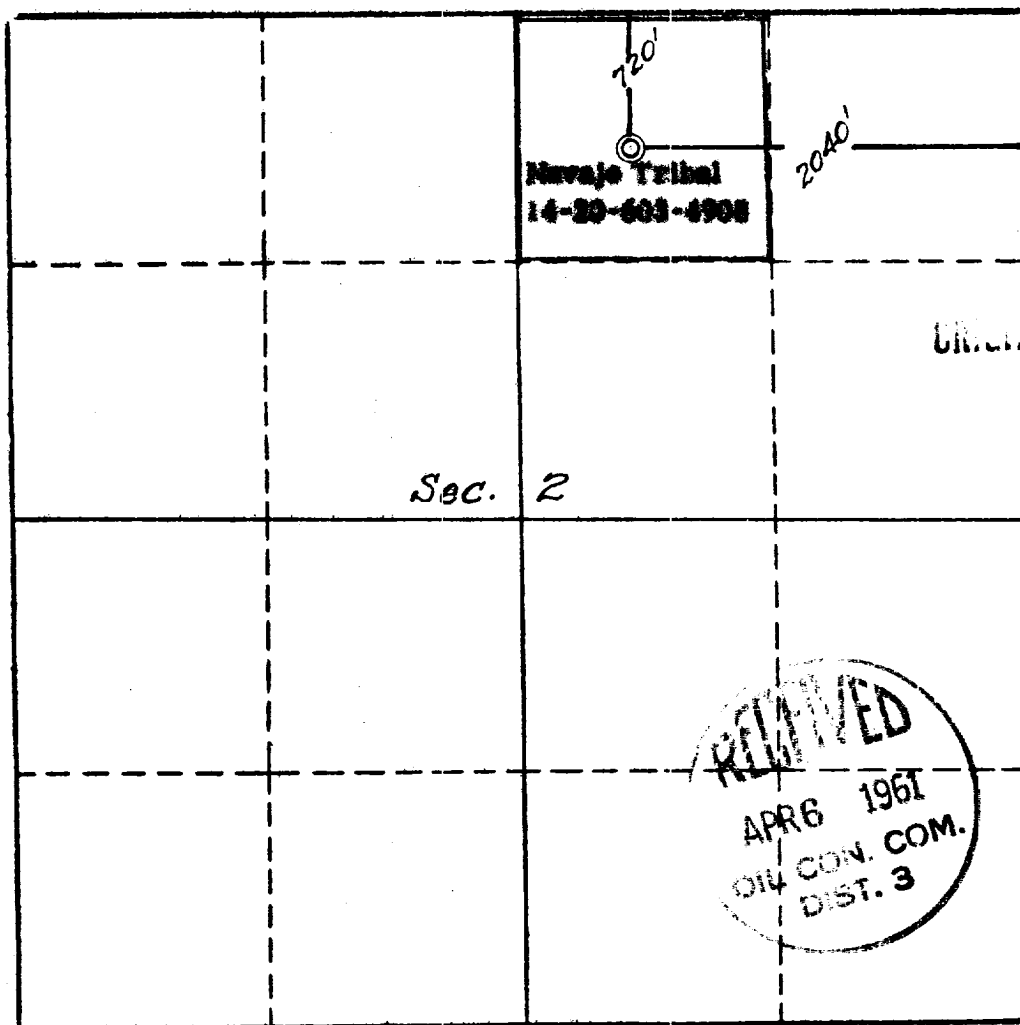 720'
2040'
Navajo Tribal
14-20-603-4908
Sec. 2
RECEIVED
APR 6 1961
OIL CON. COM.
DIST. 3